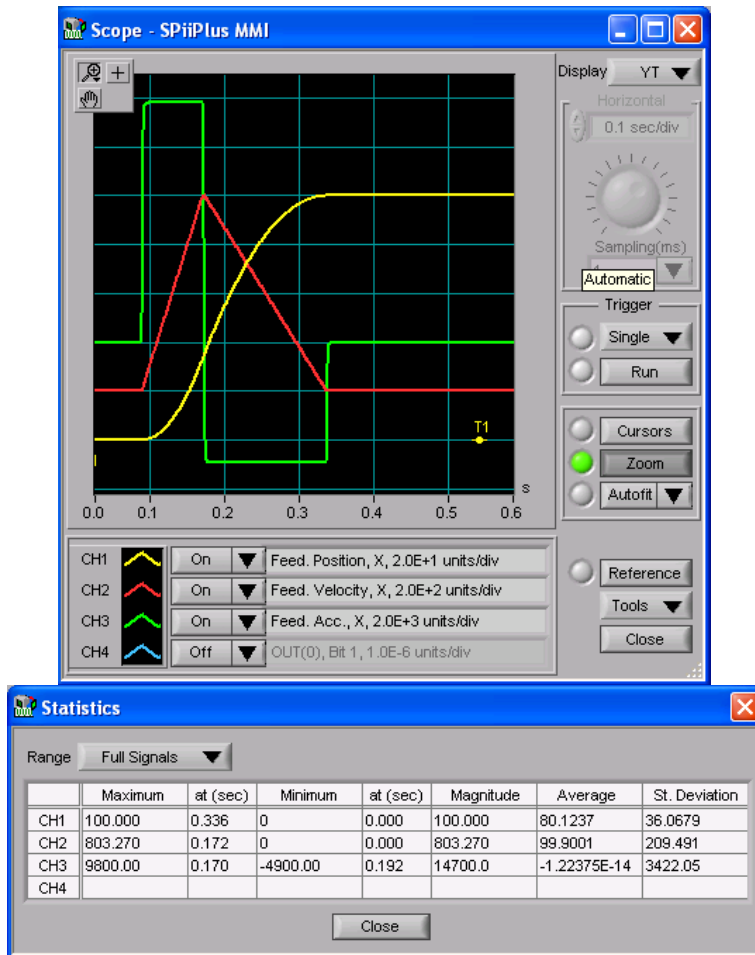 Scope - SPiiPlus MMI
Display YT
Horizontal
0.1 sec/div
Sampling(ms)
Automatic
Trigger
Single
Run
T1
Cursors
Zoom
Autofit
s
0.0 0.1 0.2 0.3 0.4 0.5 0.6
CH1 On Feed. Position, X, 2.0E+1 units/div
CH2 On Feed. Velocity, X, 2.0E+2 units/div
CH3 On Feed. Acc., X, 2.0E+3 units/div
CH4 Off OUT(0), Bit 1, 1.0E-6 units/div
Reference
Tools
Close
Statistics
Range Full Signals
Maximum at (sec) Minimum at (sec) Magnitude Average St. Deviation
CH1 100.000 0.336 0 0.000 100.000 80.1237 36.0679
CH2 803.270 0.172 0 0.000 803.270 99.9001 209.491
CH3 9800.00 0.170 -4900.00 0.192 14700.0 -1.22375E-14 3422.05
CH4
Close